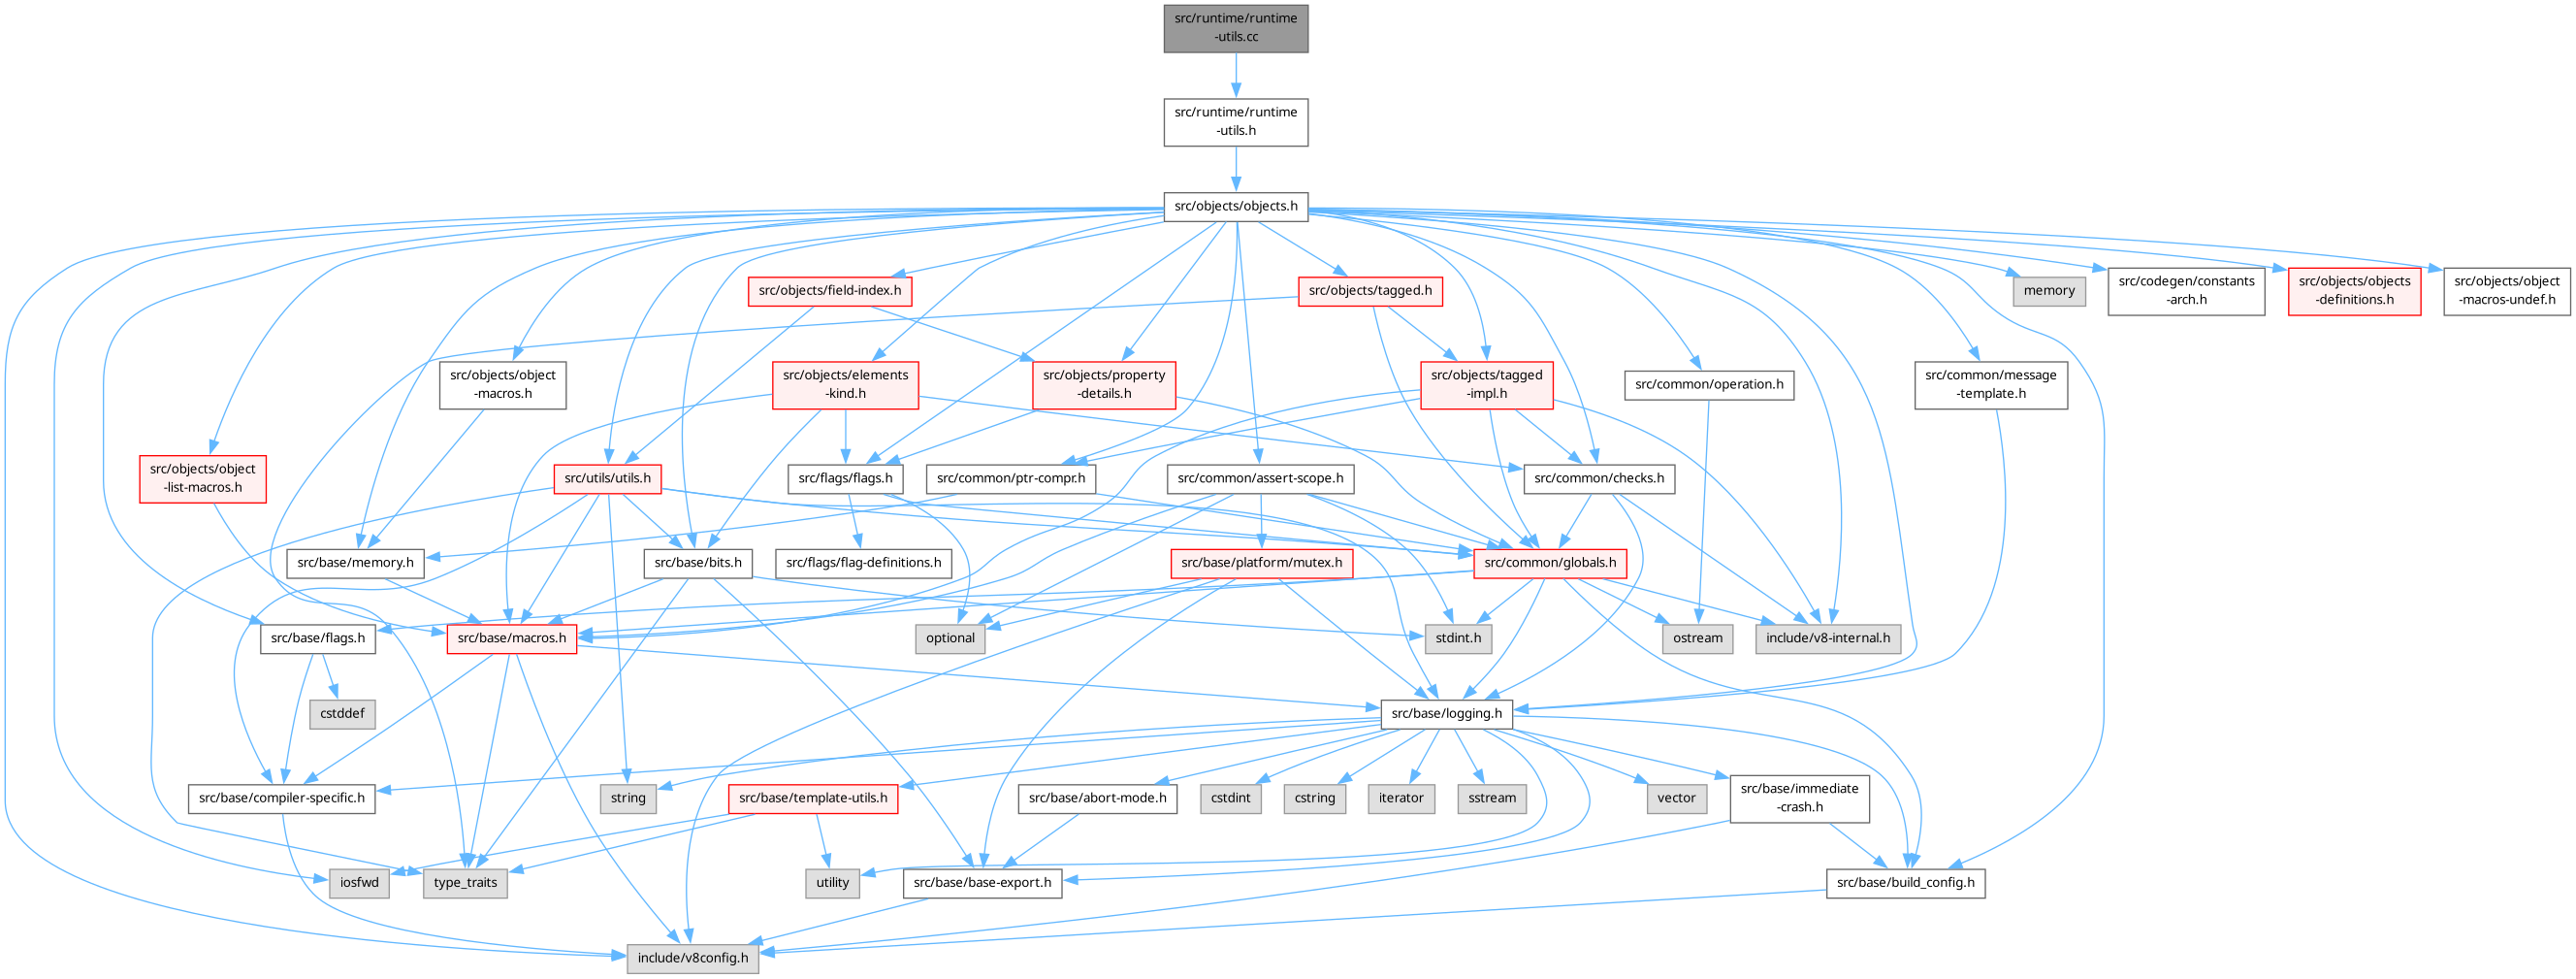 src/runtime/runtime
-utils.cc
src/runtime/runtime
-utils.h
src/objects/objects.h
src/objects/field-index.h
src/objects/tagged.h
memory
src/codegen/constants
-arch.h
src/objects/objects
-definitions.h
src/objects/object
-macros-undef.h
src/objects/object
-macros.h
src/objects/elements
-kind.h
src/objects/property
-details.h
src/objects/tagged
-impl.h
src/common/operation.h
src/common/message
-template.h
src/objects/object
-list-macros.h
src/utils/utils.h
src/flags/flags.h
src/common/ptr-compr.h
src/common/assert-scope.h
src/common/checks.h
src/base/memory.h
src/base/bits.h
src/flags/flag-definitions.h
src/base/platform/mutex.h
src/common/globals.h
src/base/flags.h
src/base/macros.h
optional
stdint.h
ostream
include/v8-internal.h
cstddef
src/base/logging.h
src/base/compiler-specific.h
string
src/base/template-utils.h
src/base/abort-mode.h
cstdint
cstring
iterator
sstream
vector
src/base/immediate
-crash.h
iosfwd
type_traits
utility
src/base/base-export.h
src/base/build_config.h
include/v8config.h